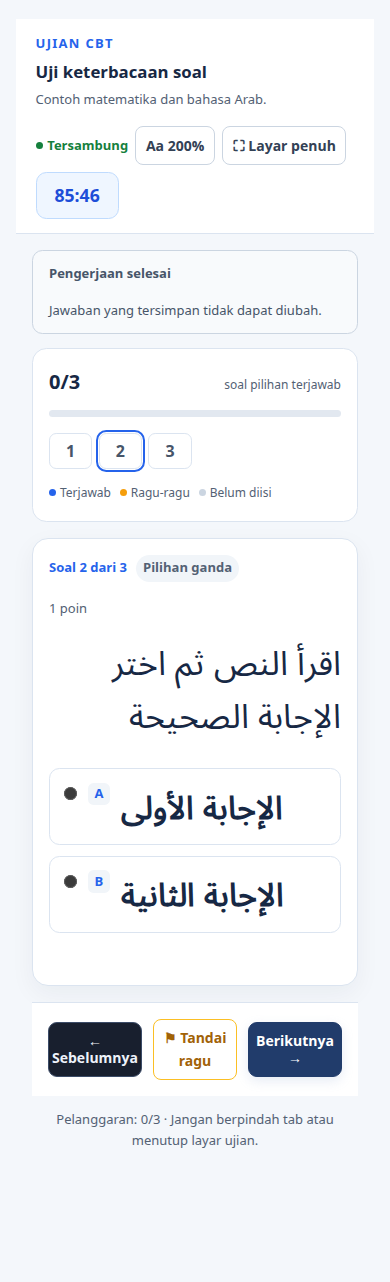 UJIAN CBT
Uji keterbacaan soal
Contoh matematika dan bahasa Arab.
Tersambung
Aa 200%
Layar penuh
85:46
Pengerjaan selesai
Jawaban yang tersimpan tidak dapat diubah.
0/3
soal pilihan terjawab
1 2 3
Terjawab Ragu-ragu Belum diisi
Soal 2 dari 3 Pilihan ganda
1 poin
اقرأ النص ثم اختر
الإجابة الصحيحة
A الإجابة الأولى
B الإجابة الثانية
←
Sebelumnya
⚑ Tandai
ragu
Berikutnya
→
Pelanggaran: 0/3 · Jangan berpindah tab atau
menutup layar ujian.